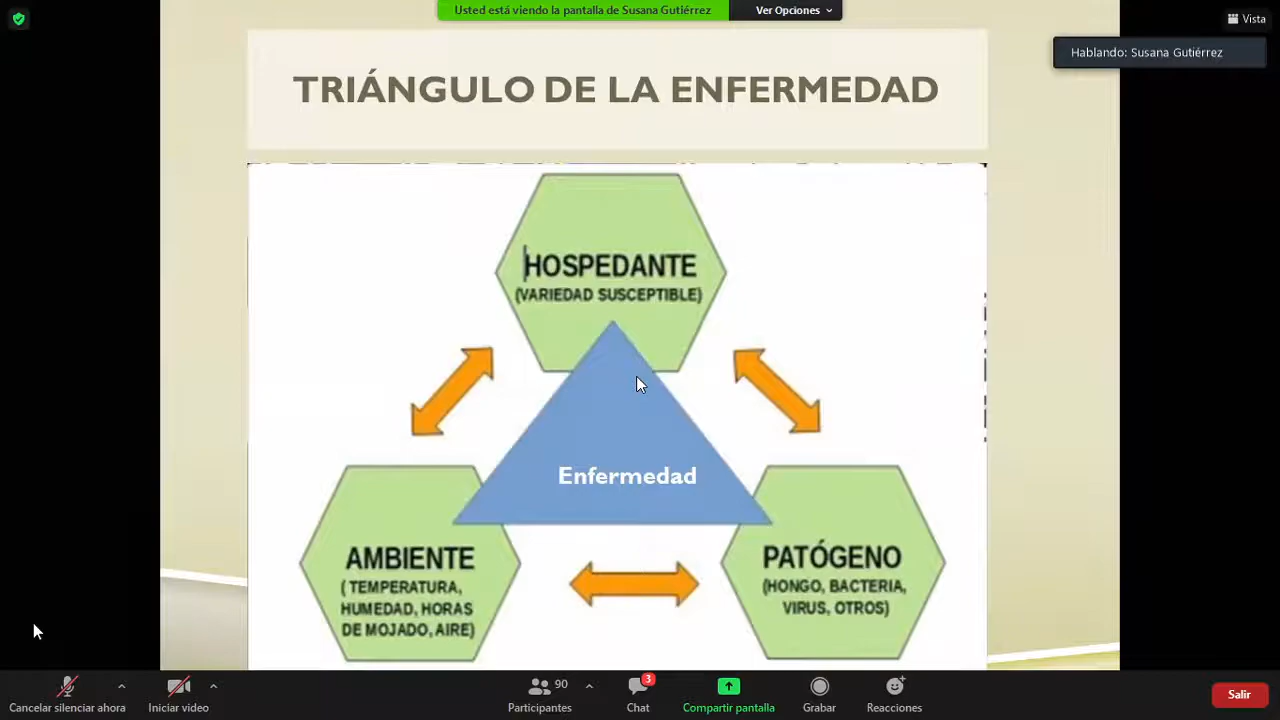 Usted está viendo la pantalla de Susana Gutiérrez
Ver Opciones
Vista
Hablando: Susana Gutiérrez
TRIÁNGULO DE LA ENFERMEDAD
HOSPEDANTE
(VARIEDAD SUSCEPTIBLE)
Enfermedad
AMBIENTE
( TEMPERATURA,
HUMEDAD, HORAS
DE MOJADO, AIRE)
PATÓGENO
(HONGO, BACTERIA,
VIRUS, OTROS)
Cancelar silenciar ahora
Iniciar video
90
Participantes
3
Chat
Compartir pantalla
Grabar
Reacciones
Salir